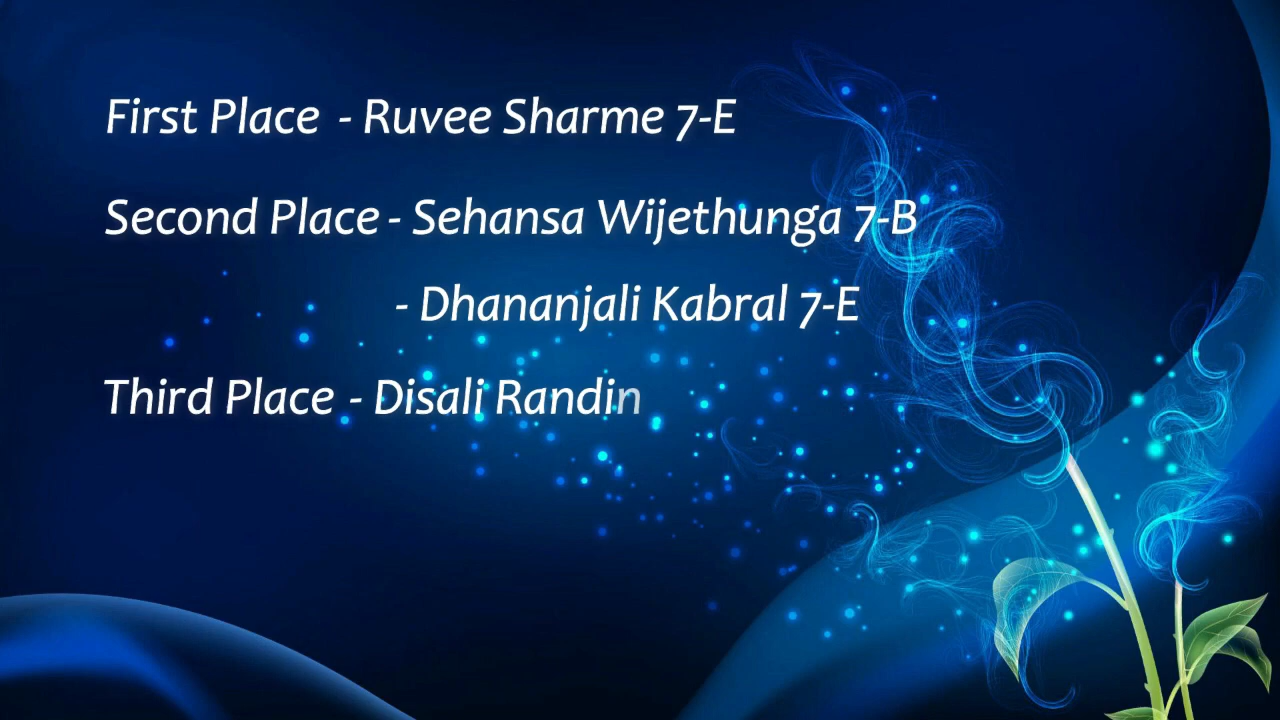 First Place - Ruvee Sharme 7-E
Second Place - Sehansa Wijethunga 7-B
- Dhananjali Kabral 7-E
Third Place - Disali Randin